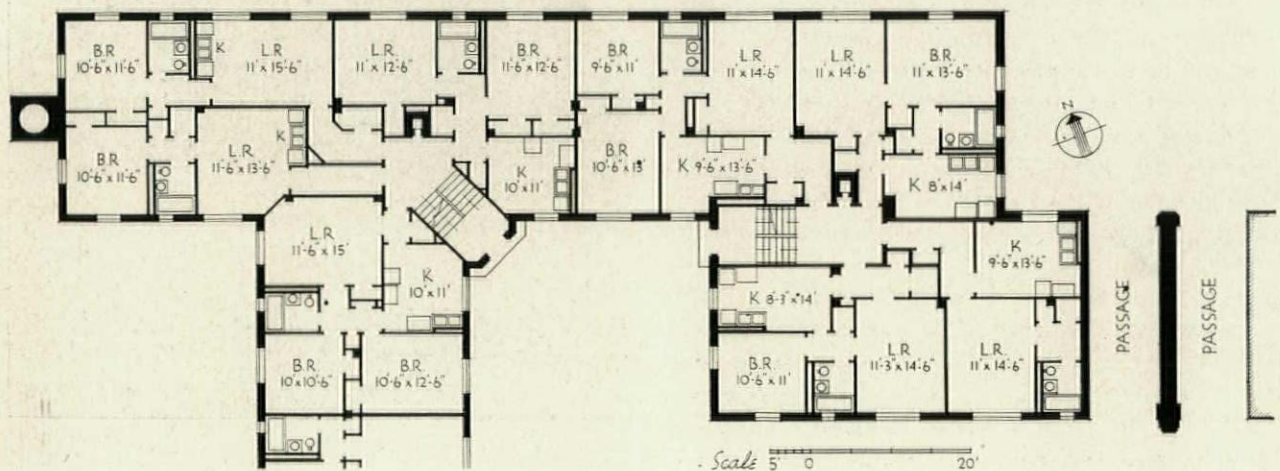 B.R.
10'-6" x 11'-6"
K
L.R.
11' x 15'-6"
L.R.
11' x 12'-6"
B.R.
11'-6" x 12'-6"
B.R.
9'-6" x 11'
L.R.
11' x 14'-6"
L.R.
11' x 14'-6"
B.R.
11' x 13'-6"
N
B.R.
10'-6" x 11'-6"
L.R.
11'-6" x 13'-6"
K
K
10' x 11'
B.R.
10'-6" x 13'
K 9'-6" x 13'-6"
K 8' x 14'
L.R.
11'-6" x 15'
K
10' x 11'
K
9'-6" x 13'-6"
K 8'-3" x 14'
B.R.
10' x 10'-6"
B.R.
10'-6" x 12'-6"
B.R.
10'-6" x 11'
L.R.
11'-3" x 14'-6"
L.R.
11' x 14'-6"
PASSAGE
PASSAGE
Scale 5' 0 20'